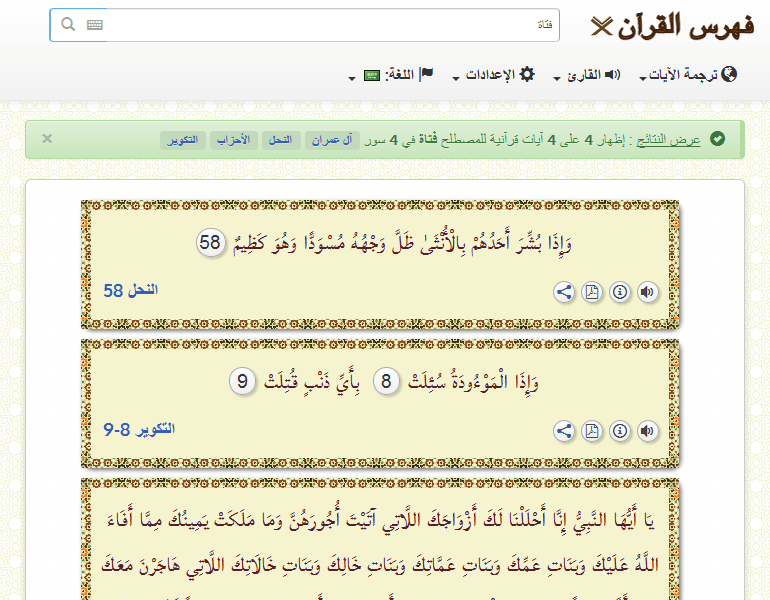 فهرس القرآن
فتاة
ترجمة الآيات القارئ الإعدادات اللغة:
عرض النتائج : إظهار 4 على 4 آيات قرآنية للمصطلح فتاة في 4 سور آل عمران النحل الأحزاب التكوير ×
وَإِذَا بُشِّرَ أَحَدُهُمْ بِالْأُنْثَىٰ ظَلَّ وَجْهُهُ مُسْوَدًّا وَهُوَ كَظِيمٌ 58
النحل 58
وَإِذَا الْمَوْءُودَةُ سُئِلَتْ 8 بِأَيِّ ذَنْبٍ قُتِلَتْ 9
التكوير 8-9
يَا أَيُّهَا النَّبِيُّ إِنَّا أَحْلَلْنَا لَكَ أَزْوَاجَكَ اللَّاتِي آتَيْتَ أُجُورَهُنَّ وَمَا مَلَكَتْ يَمِينُكَ مِمَّا أَفَاءَ
اللَّهُ عَلَيْكَ وَبَنَاتِ عَمِّكَ وَبَنَاتِ عَمَّاتِكَ وَبَنَاتِ خَالِكَ وَبَنَاتِ خَالَاتِكَ اللَّاتِي هَاجَرْنَ مَعَكَ